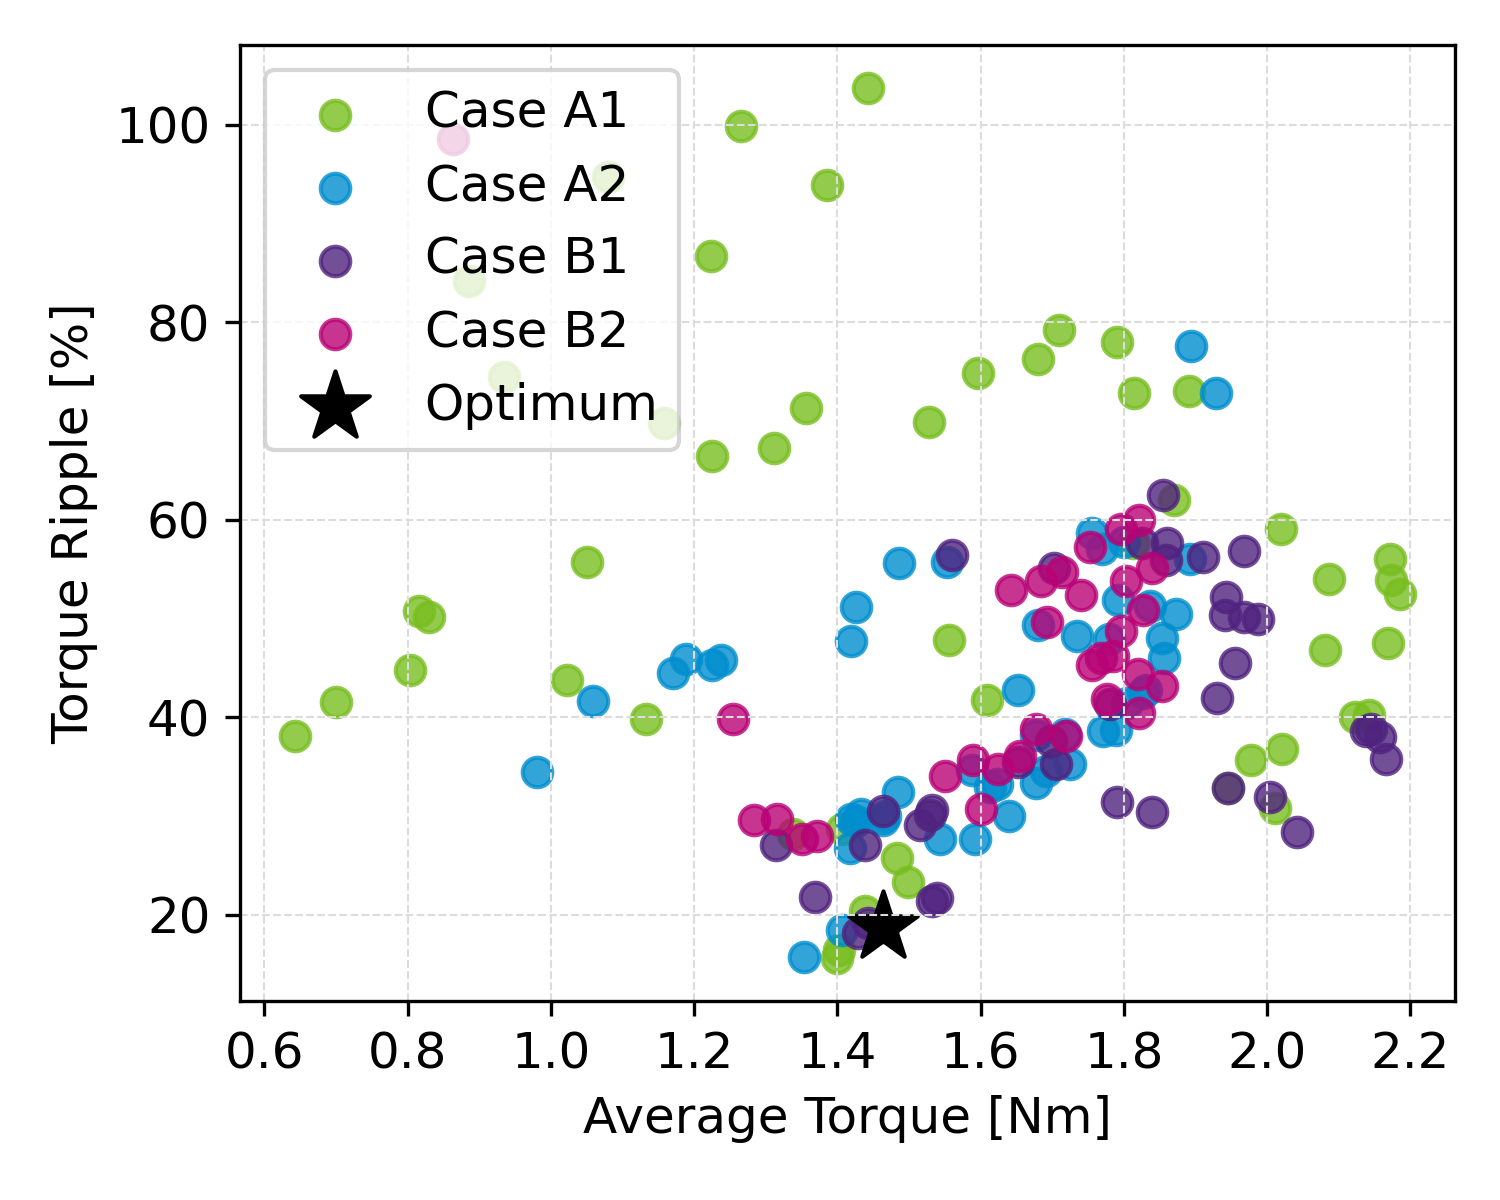 Case A1
Case A2
Case B1
Case B2
Optimum
100
80
60
40
20
Torque Ripple [%]
0.6 0.8 1.0 1.2 1.4 1.6 1.8 2.0 2.2
Average Torque [Nm]